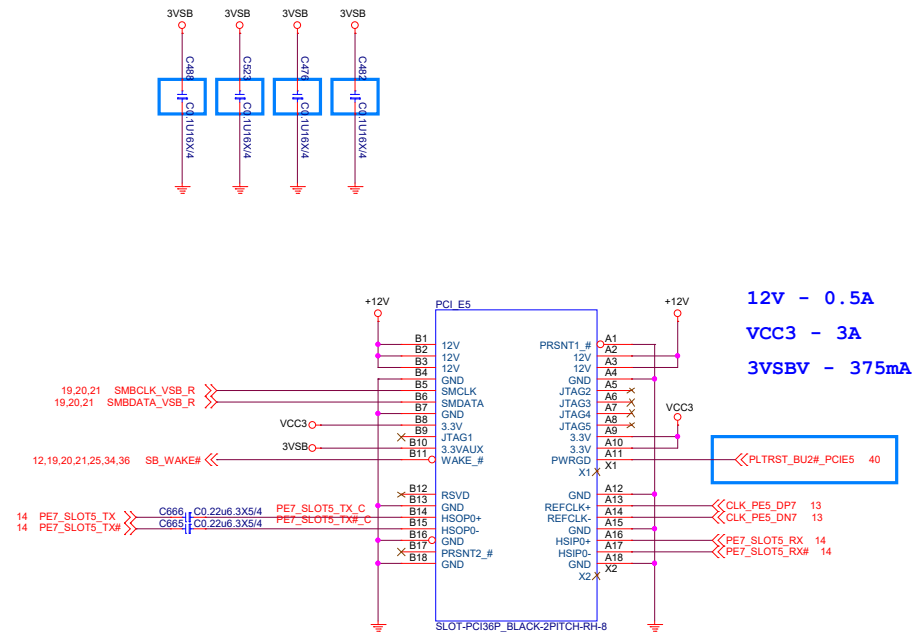 3VSB 3VSB 3VSB 3VSB
C488 C523 C476 C482
C0.1U16X/4 C0.1U16X/4 C0.1U16X/4 C0.1U16X/4
12V - 0.5A
VCC3 - 3A
3VSBV - 375mA
+12V PCI_E5 +12V
B1 12V PRSNT1_# A1
B2 12V 12V A2
B3 12V 12V A3
B4 GND GND A4
19,20,21 SMBCLK_VSB_R B5 SMCLK JTAG2 A5
19,20,21 SMBDATA_VSB_R B6 SMDATA JTAG3 A6
B7 GND JTAG4 A7
VCC3 B8 3.3V JTAG5 A8 VCC3
B9 JTAG1 3.3V A9
3VSB B10 3.3VAUX 3.3V A10
12,19,20,21,25,34,36 SB_WAKE# B11 WAKE_# PWRGD A11 PLTRST_BU2#_PCIE5 40
X1 X1
B12 RSVD GND A12
B13 GND REFCLK+ A13 CLK_PE5_DP7 13
14 PE7_SLOT5_TX C666 C0.22u6.3X5/4 PE7_SLOT5_TX_C B14 HSOP0+ REFCLK- A14 CLK_PE5_DN7 13
14 PE7_SLOT5_TX# C665 C0.22u6.3X5/4 PE7_SLOT5_TX#_C B15 HSOP0- GND A15
B16 GND HSIP0+ A16 PE7_SLOT5_RX 14
B17 PRSNT2_# HSIP0- A17 PE7_SLOT5_RX# 14
B18 GND GND A18
X2 X2
SLOT-PCI36P_BLACK-2PITCH-RH-8